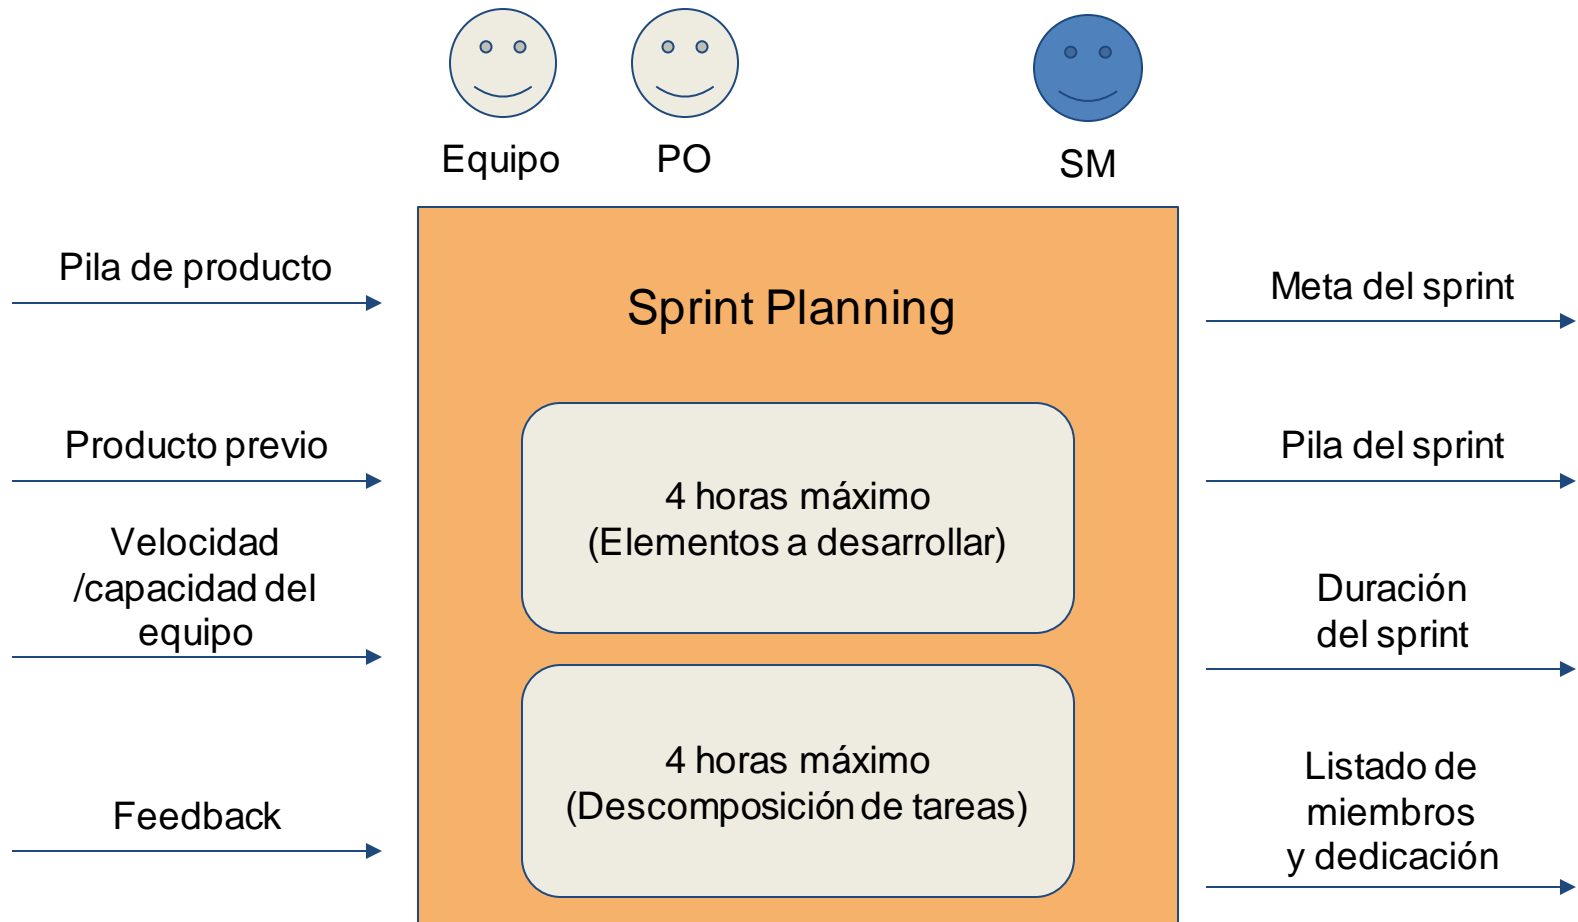 Equipo
PO
SM
Pila de producto
Producto previo
Velocidad
/capacidad del
equipo
Feedback
Sprint Planning
4 horas máximo
(Elementos a desarrollar)
4 horas máximo
(Descomposición de tareas)
Meta del sprint
Pila del sprint
Duración
del sprint
Listado de
miembros
y dedicación